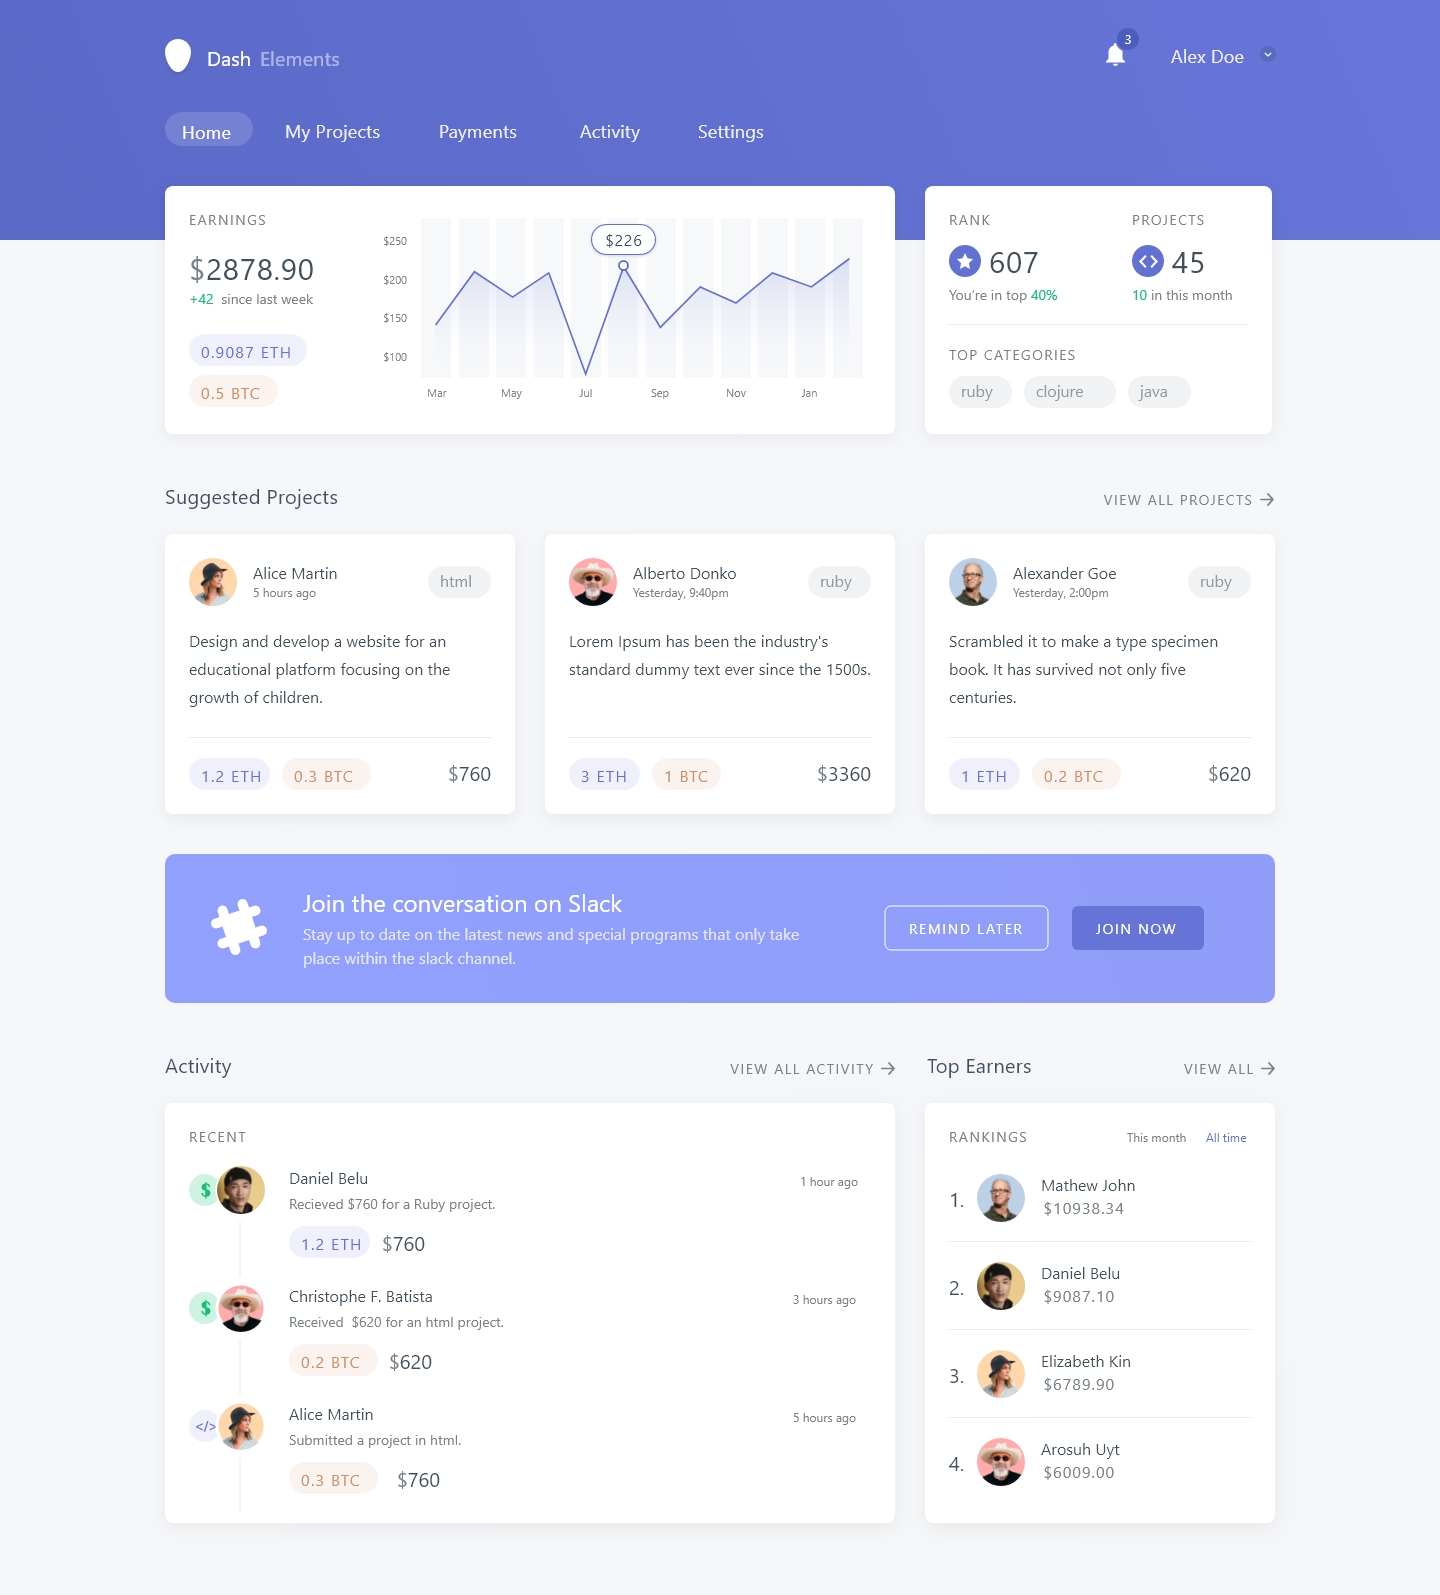 Dash Elements
3
Alex Doe
Home
My Projects
Payments
Activity
Settings
EARNINGS
$2878.90
+42 since last week
0.9087 ETH
0.5 BTC
$250
$200
$150
$100
$226
Mar
May
Jul
Sep
Nov
Jan
RANK
607
You're in top 40%
PROJECTS
45
10 in this month
TOP CATEGORIES
ruby
clojure
java
Suggested Projects
VIEW ALL PROJECTS
Alice Martin
5 hours ago
html
Design and develop a website for an
educational platform focusing on the
growth of children.
1.2 ETH
0.3 BTC
$760
Alberto Donko
Yesterday, 9:40pm
ruby
Lorem Ipsum has been the industry's
standard dummy text ever since the 1500s.
3 ETH
1 BTC
$3360
Alexander Goe
Yesterday, 2:00pm
ruby
Scrambled it to make a type specimen
book. It has survived not only five
centuries.
1 ETH
0.2 BTC
$620
Join the conversation on Slack
Stay up to date on the latest news and special programs that only take
place within the slack channel.
REMIND LATER
JOIN NOW
Activity
VIEW ALL ACTIVITY
RECENT
$
Daniel Belu
1 hour ago
Recieved $760 for a Ruby project.
1.2 ETH
$760
$
Christophe F. Batista
3 hours ago
Received $620 for an html project.
0.2 BTC
$620
</>
Alice Martin
5 hours ago
Submitted a project in html.
0.3 BTC
$760
Top Earners
VIEW ALL
RANKINGS
This month
All time
1.
Mathew John
$10938.34
2.
Daniel Belu
$9087.10
3.
Elizabeth Kin
$6789.90
4.
Arosuh Uyt
$6009.00